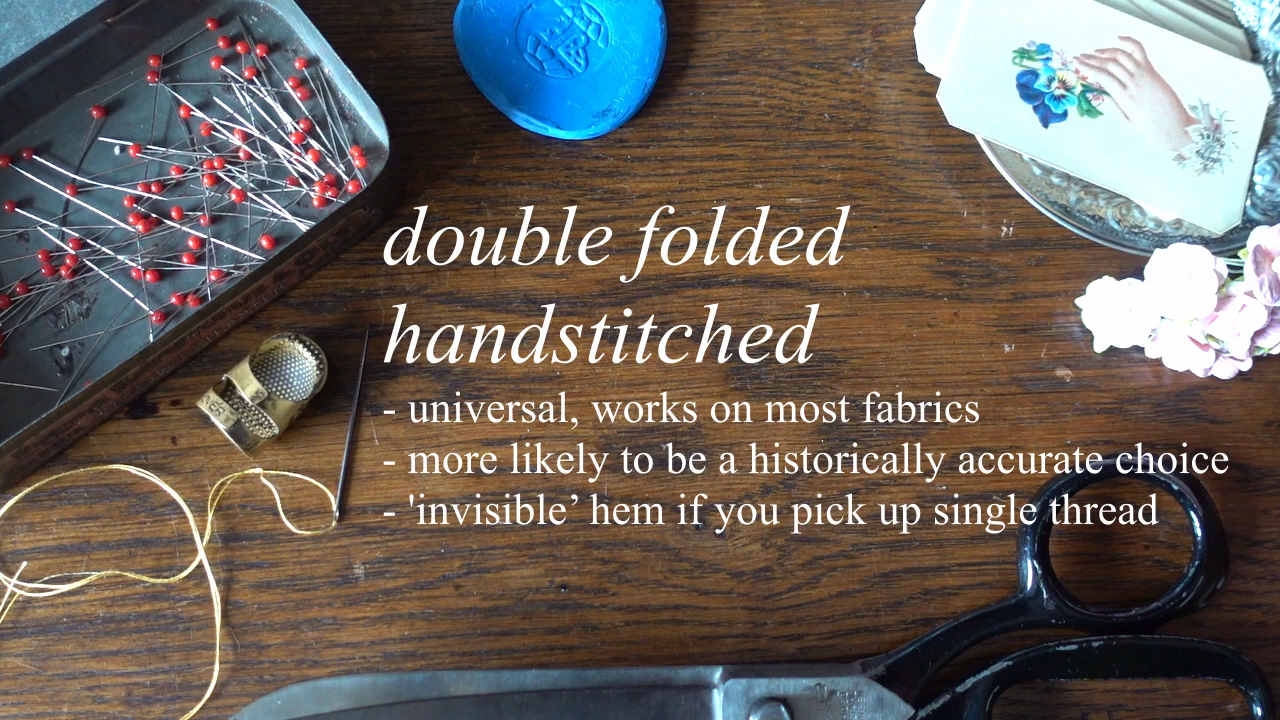 double folded
handstitched
- universal, works on most fabrics
- more likely to be a historically accurate choice
- 'invisible’ hem if you pick up single thread